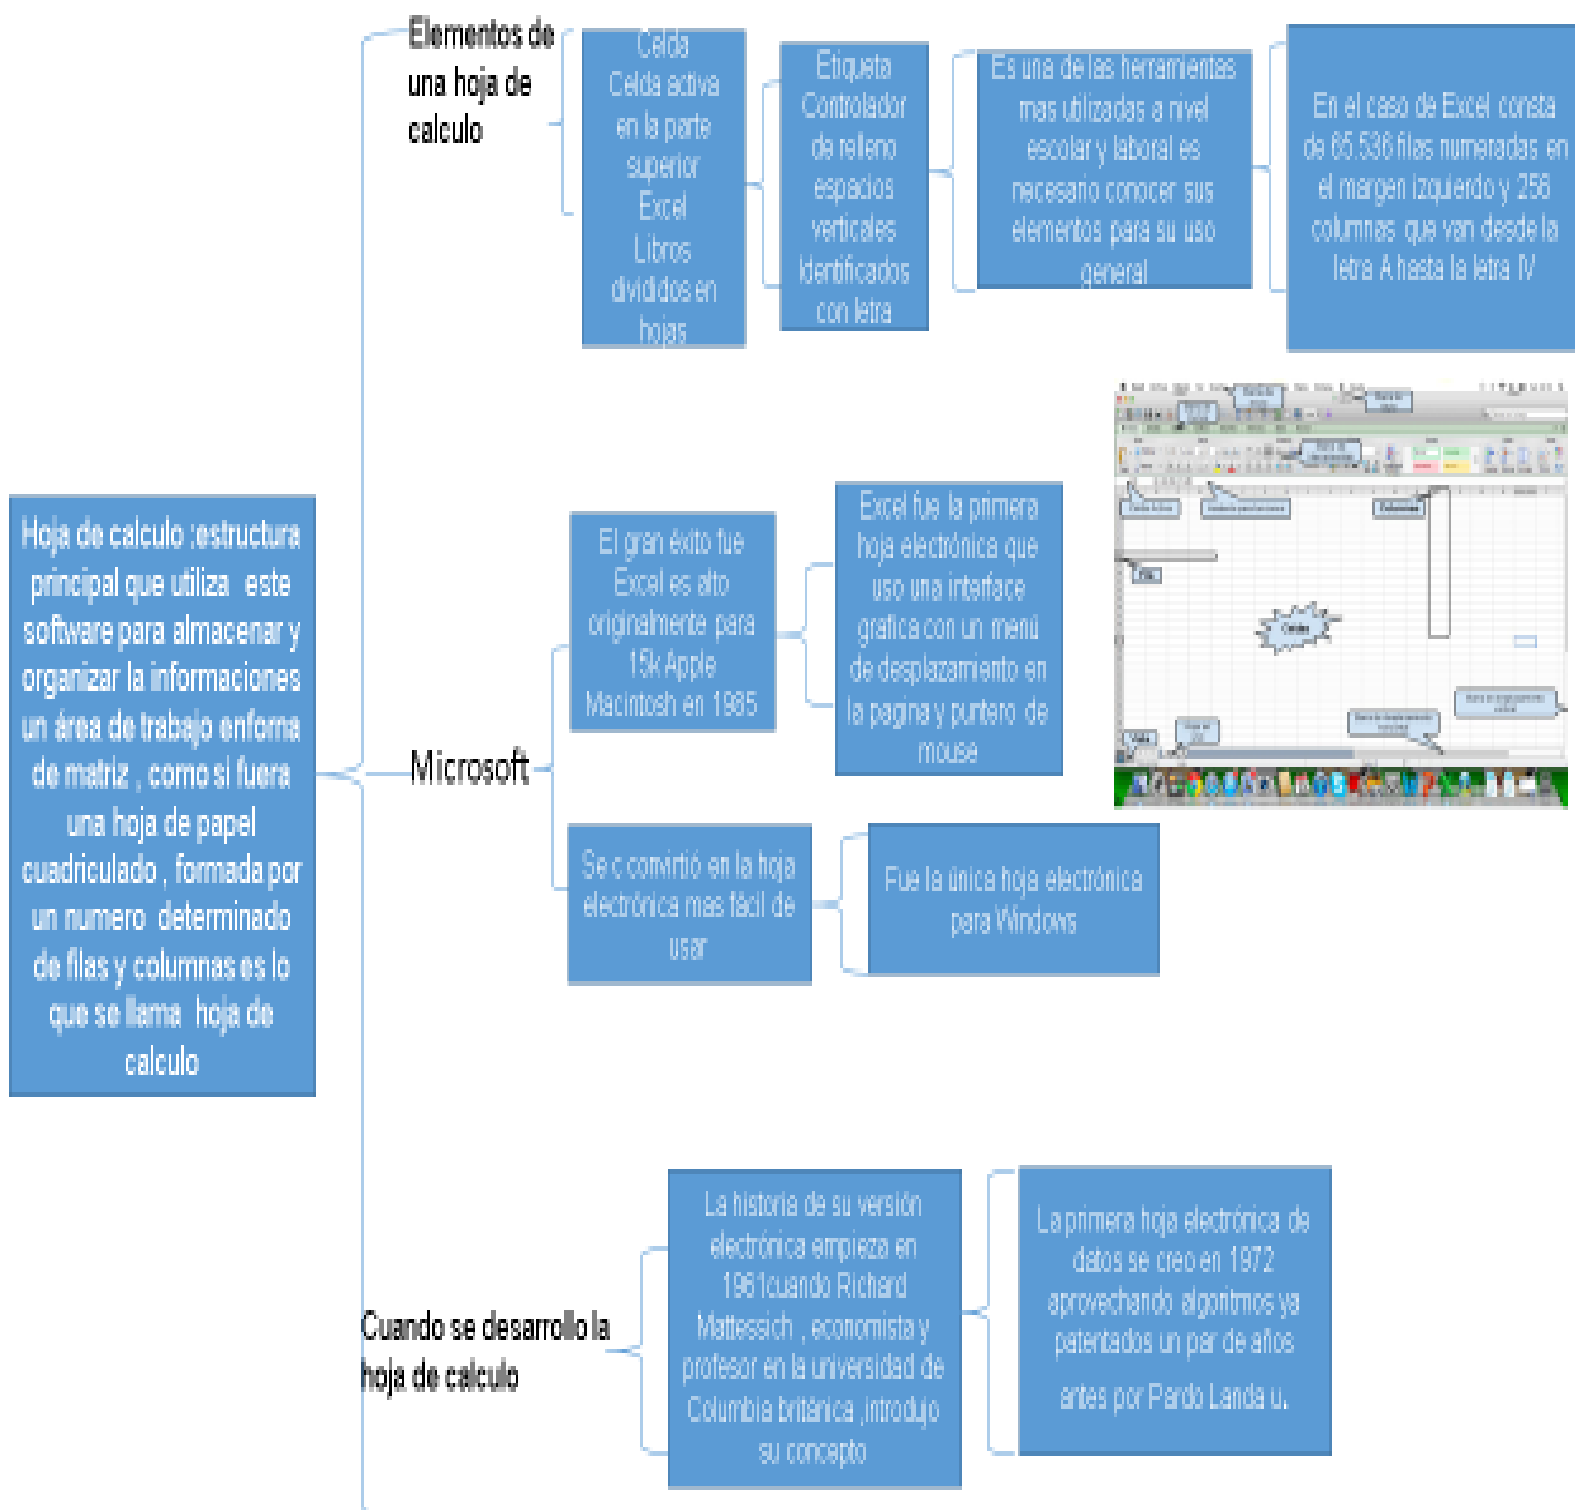 Elementos de
una hoja de
calculo
Celda
Celda activa
en la parte
superior
Excel
Libros
divididos en
hojas
Etiqueta
Controlador
de relleno
espacios
verticales
identificados
con letra
Es una de las herramientas
mas utilizadas a nivel
escolar y laboral es
necesario conocer sus
elementos para su uso
general
En el caso de Excel consta
de 65.536 filas numeradas en
el margen izquierdo y 256
columnas que van desde la
letra A hasta la letra IV
Hoja de calculo :estructura
principal que utiliza este
software para almacenar y
organizar la informaciones
un área de trabajo enfoma
de matriz , como si fuera
una hoja de papel
cuadriculado , formada por
un numero determinado
de filas y columnas es lo
que se llama hoja de
calculo
Microsoft
El gran éxito fue
Excel es alto
originalmente para
15k Apple
Macintosh en 1985
Excel fue la primera
hoja electrónica que
uso una interface
grafica con un menú
de desplazamiento en
la pagina y puntero de
mouse
Se c convirtió en la hoja
electrónica mas fácil de
usar
Fue la única hoja electrónica
para Windows
Cuando se desarrollo la
hoja de calculo
La historia de su versión
electrónica empieza en
1961cuando Richard
Mattessich , economista y
profesor en la universidad de
Columbia británica ,introdujo
su concepto
La primera hoja electrónica de
datos se creo en 1972
aprovechando algoritmos ya
patentados un par de años
antes por Pardo Landa u.